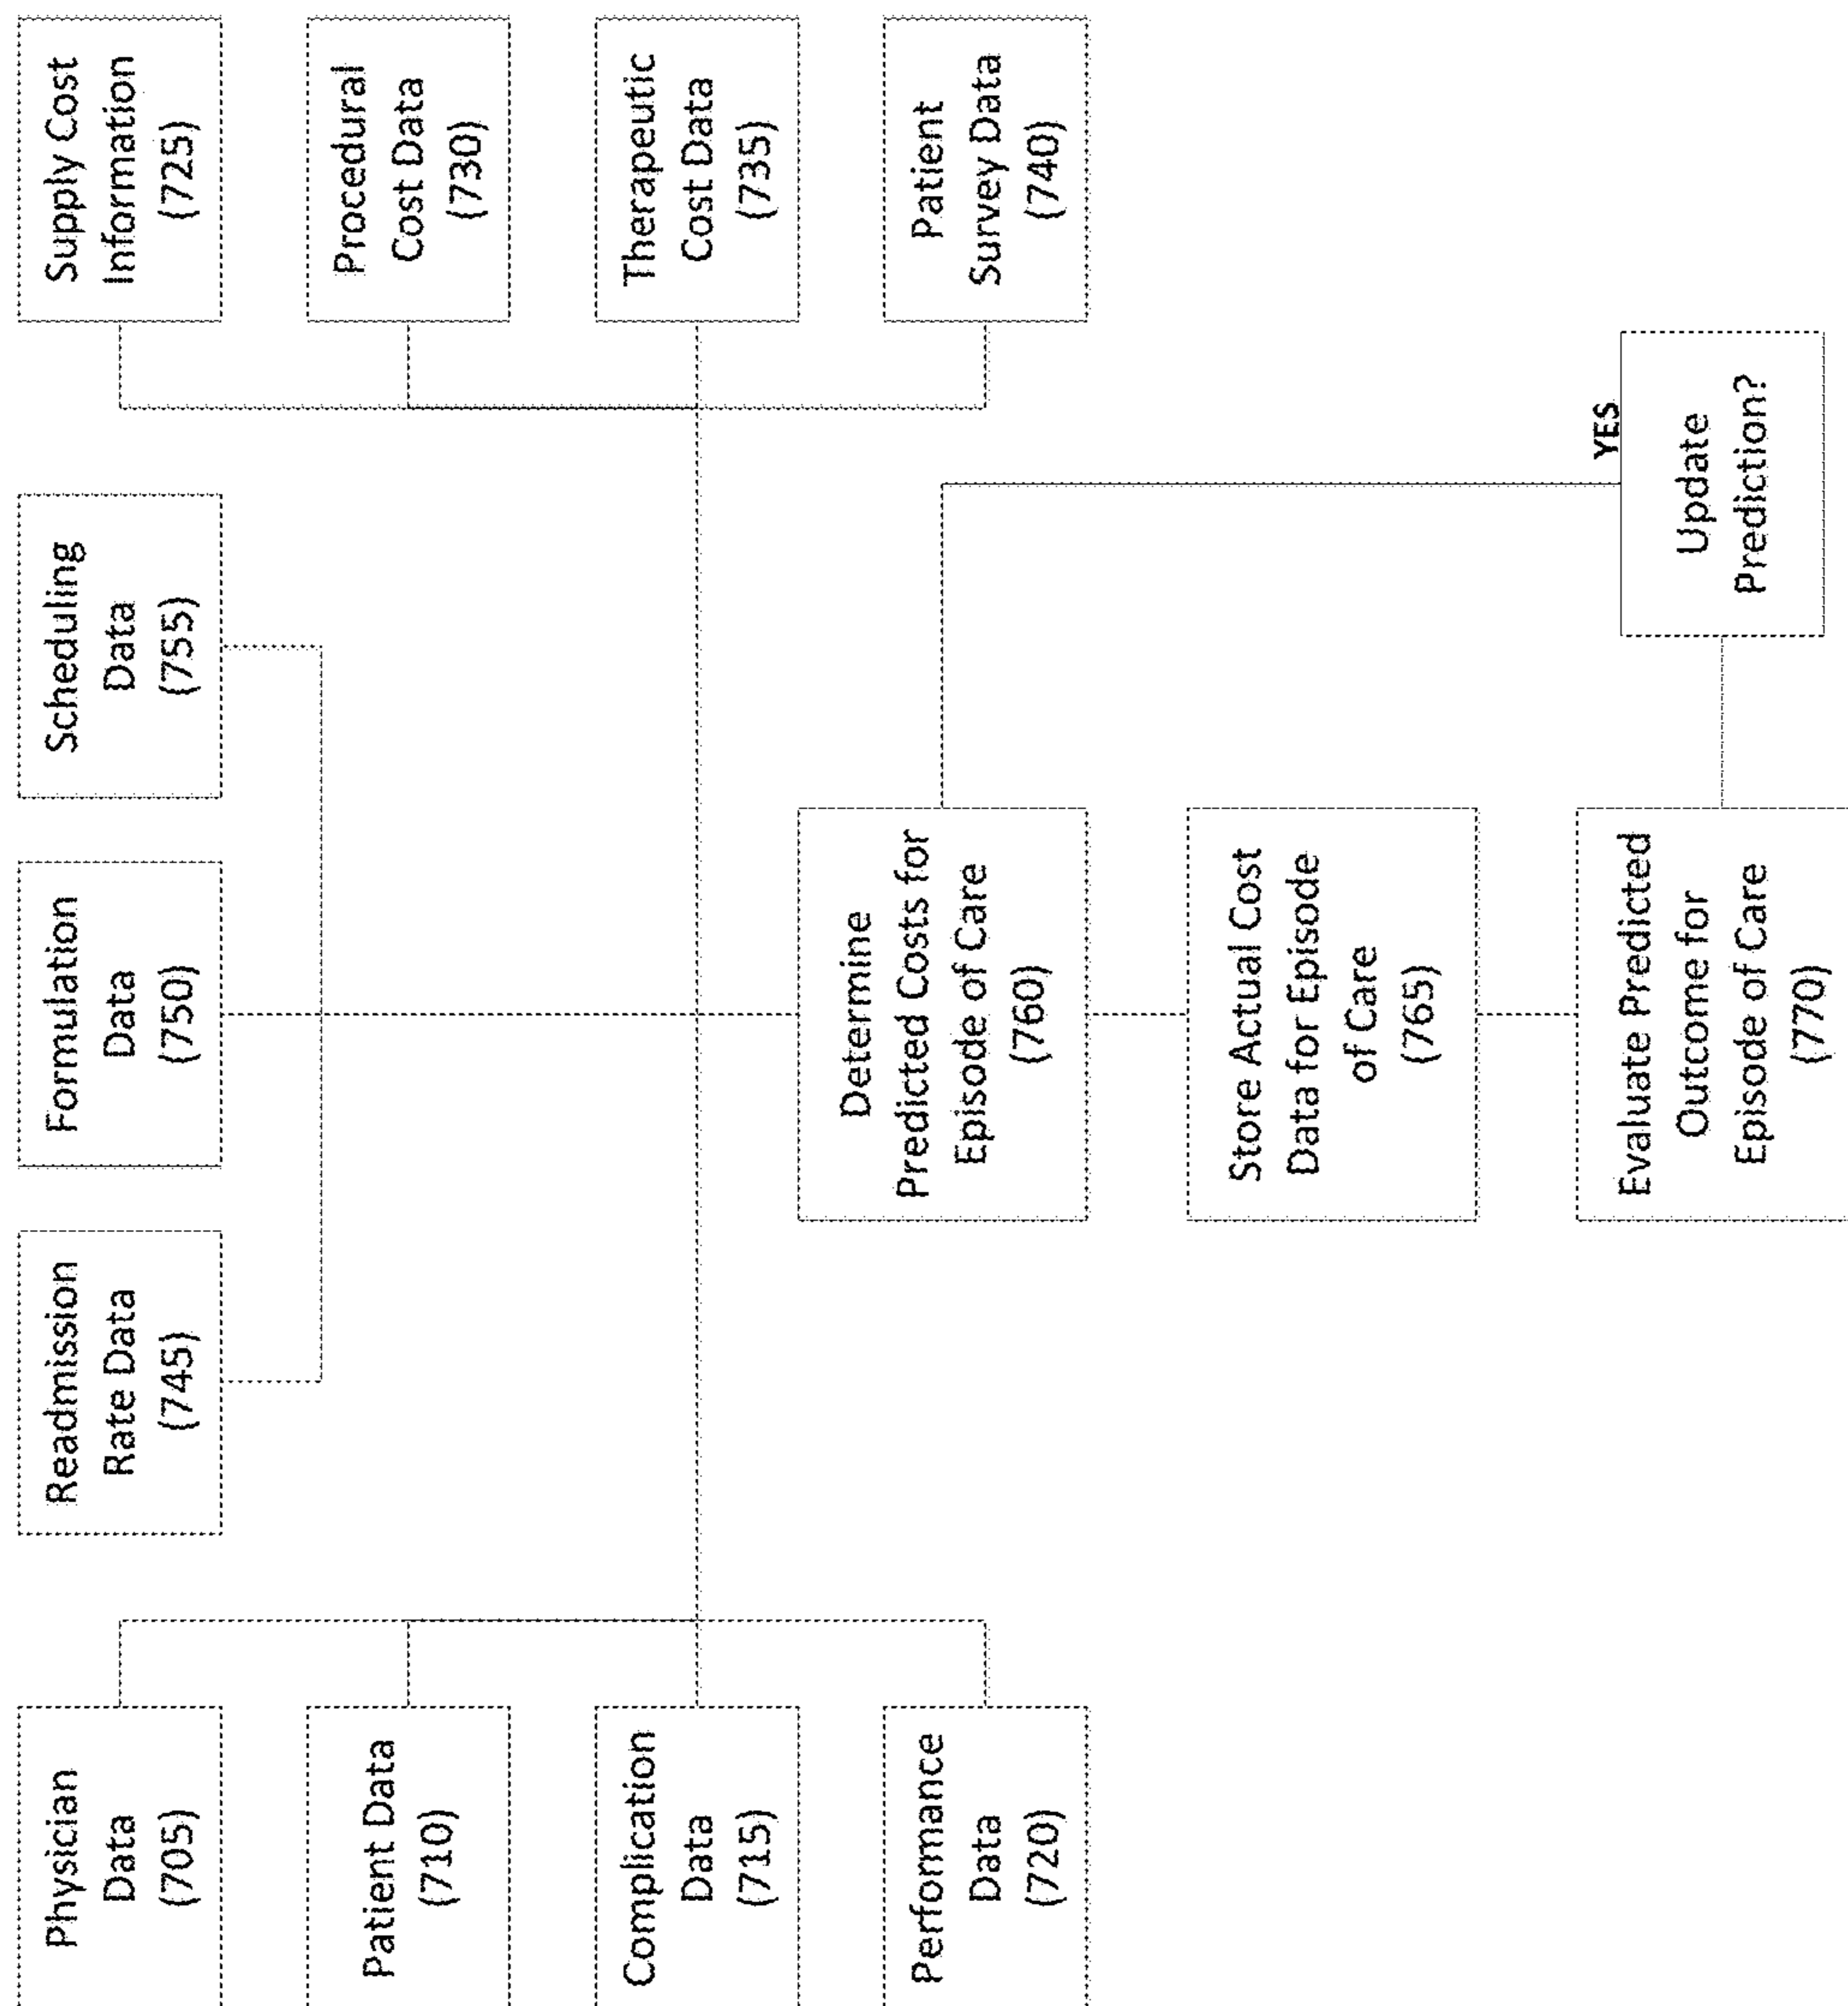 Physician
Data
(705)
Patient Data
(710)
Complication
Data
(715)
Performance
Data
(720)
Readmission
Rate Data
(745)
Formulation
Data
(750)
Scheduling
Data
(755)
Supply Cost
Information
(725)
Procedural
Cost Data
(730)
Therapeutic
Cost Data
(735)
Patient
Survey Data
(740)
Determine
Predicted Costs for
Episode of Care
(760)
Store Actual Cost
Data for Episode
of Care
(765)
Evaluate Predicted
Outcome for
Episode of Care
(770)
YES
Update
Prediction?